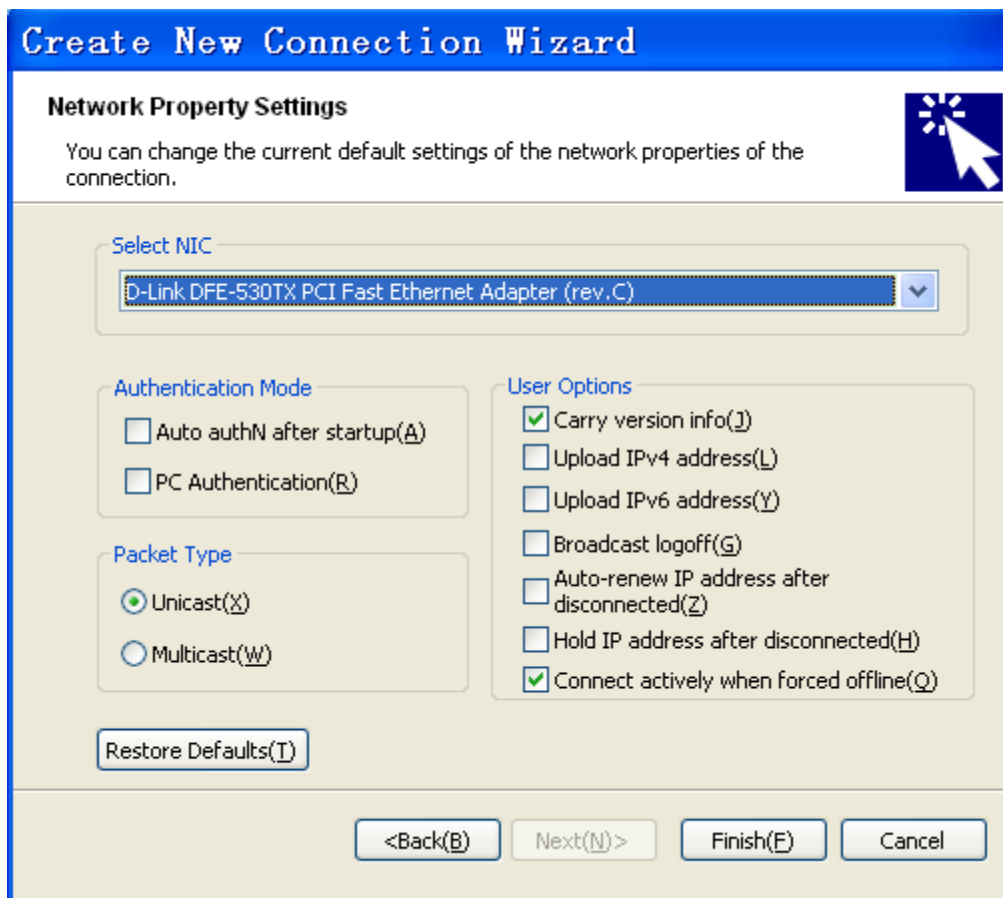 Create New Connection Wizard
Network Property Settings
You can change the current default settings of the network properties of the
connection.
Select NIC
D-Link DFE-530TX PCI Fast Ethernet Adapter (rev.C)
Authentication Mode
Auto authN after startup(A)
PC Authentication(R)
Packet Type
Unicast(X)
Multicast(W)
User Options
Carry version info(J)
Upload IPv4 address(L)
Upload IPv6 address(Y)
Broadcast logoff(G)
Auto-renew IP address after
disconnected(Z)
Hold IP address after disconnected(H)
Connect actively when forced offline(Q)
Restore Defaults(T)
<Back(B)
Next(N)>
Finish(F)
Cancel